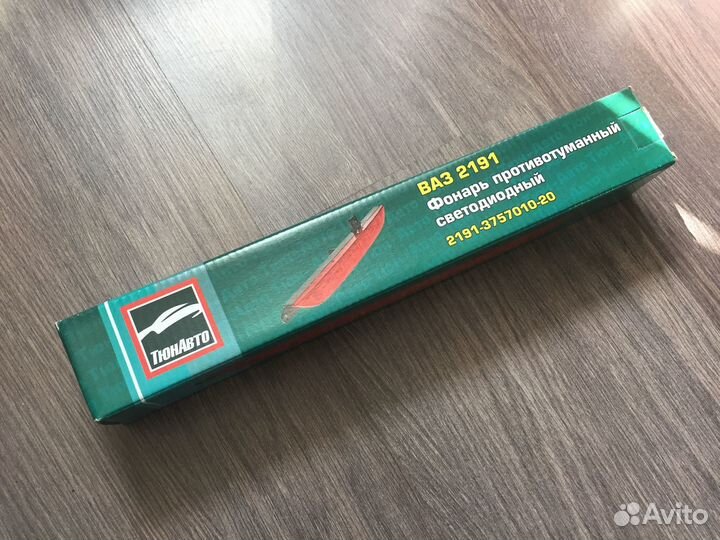 ВАЗ 2191
Фонарь противотуманный
светодиодный
2191-3757010-20
ТюнАвто
Avito